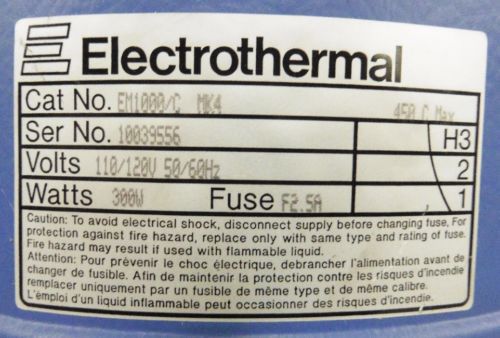 Electrothermal
Cat No. EM1000/C MK4 450 C Max
Ser No. 10039556 H3
Volts 110/120V 50/60Hz 2
Watts 300W Fuse F2.5A 1
Caution: To avoid electrical shock, disconnect supply before changing fuse, For
protection against fire hazard, replace only with same type and rating of fuse.
Fire hazard may result if used with flammable liquid.
Attention: Pour prévenir le choc électrique, debrancher l'alimentation avant de
changer de fusible. Afin de maintenir la protection contre les risques d'incendie
remplacer uniquement par un fusible de même type et de même calibre.
L'émploi d'un liquid inflammable peut occasionner des risques d'incendie.